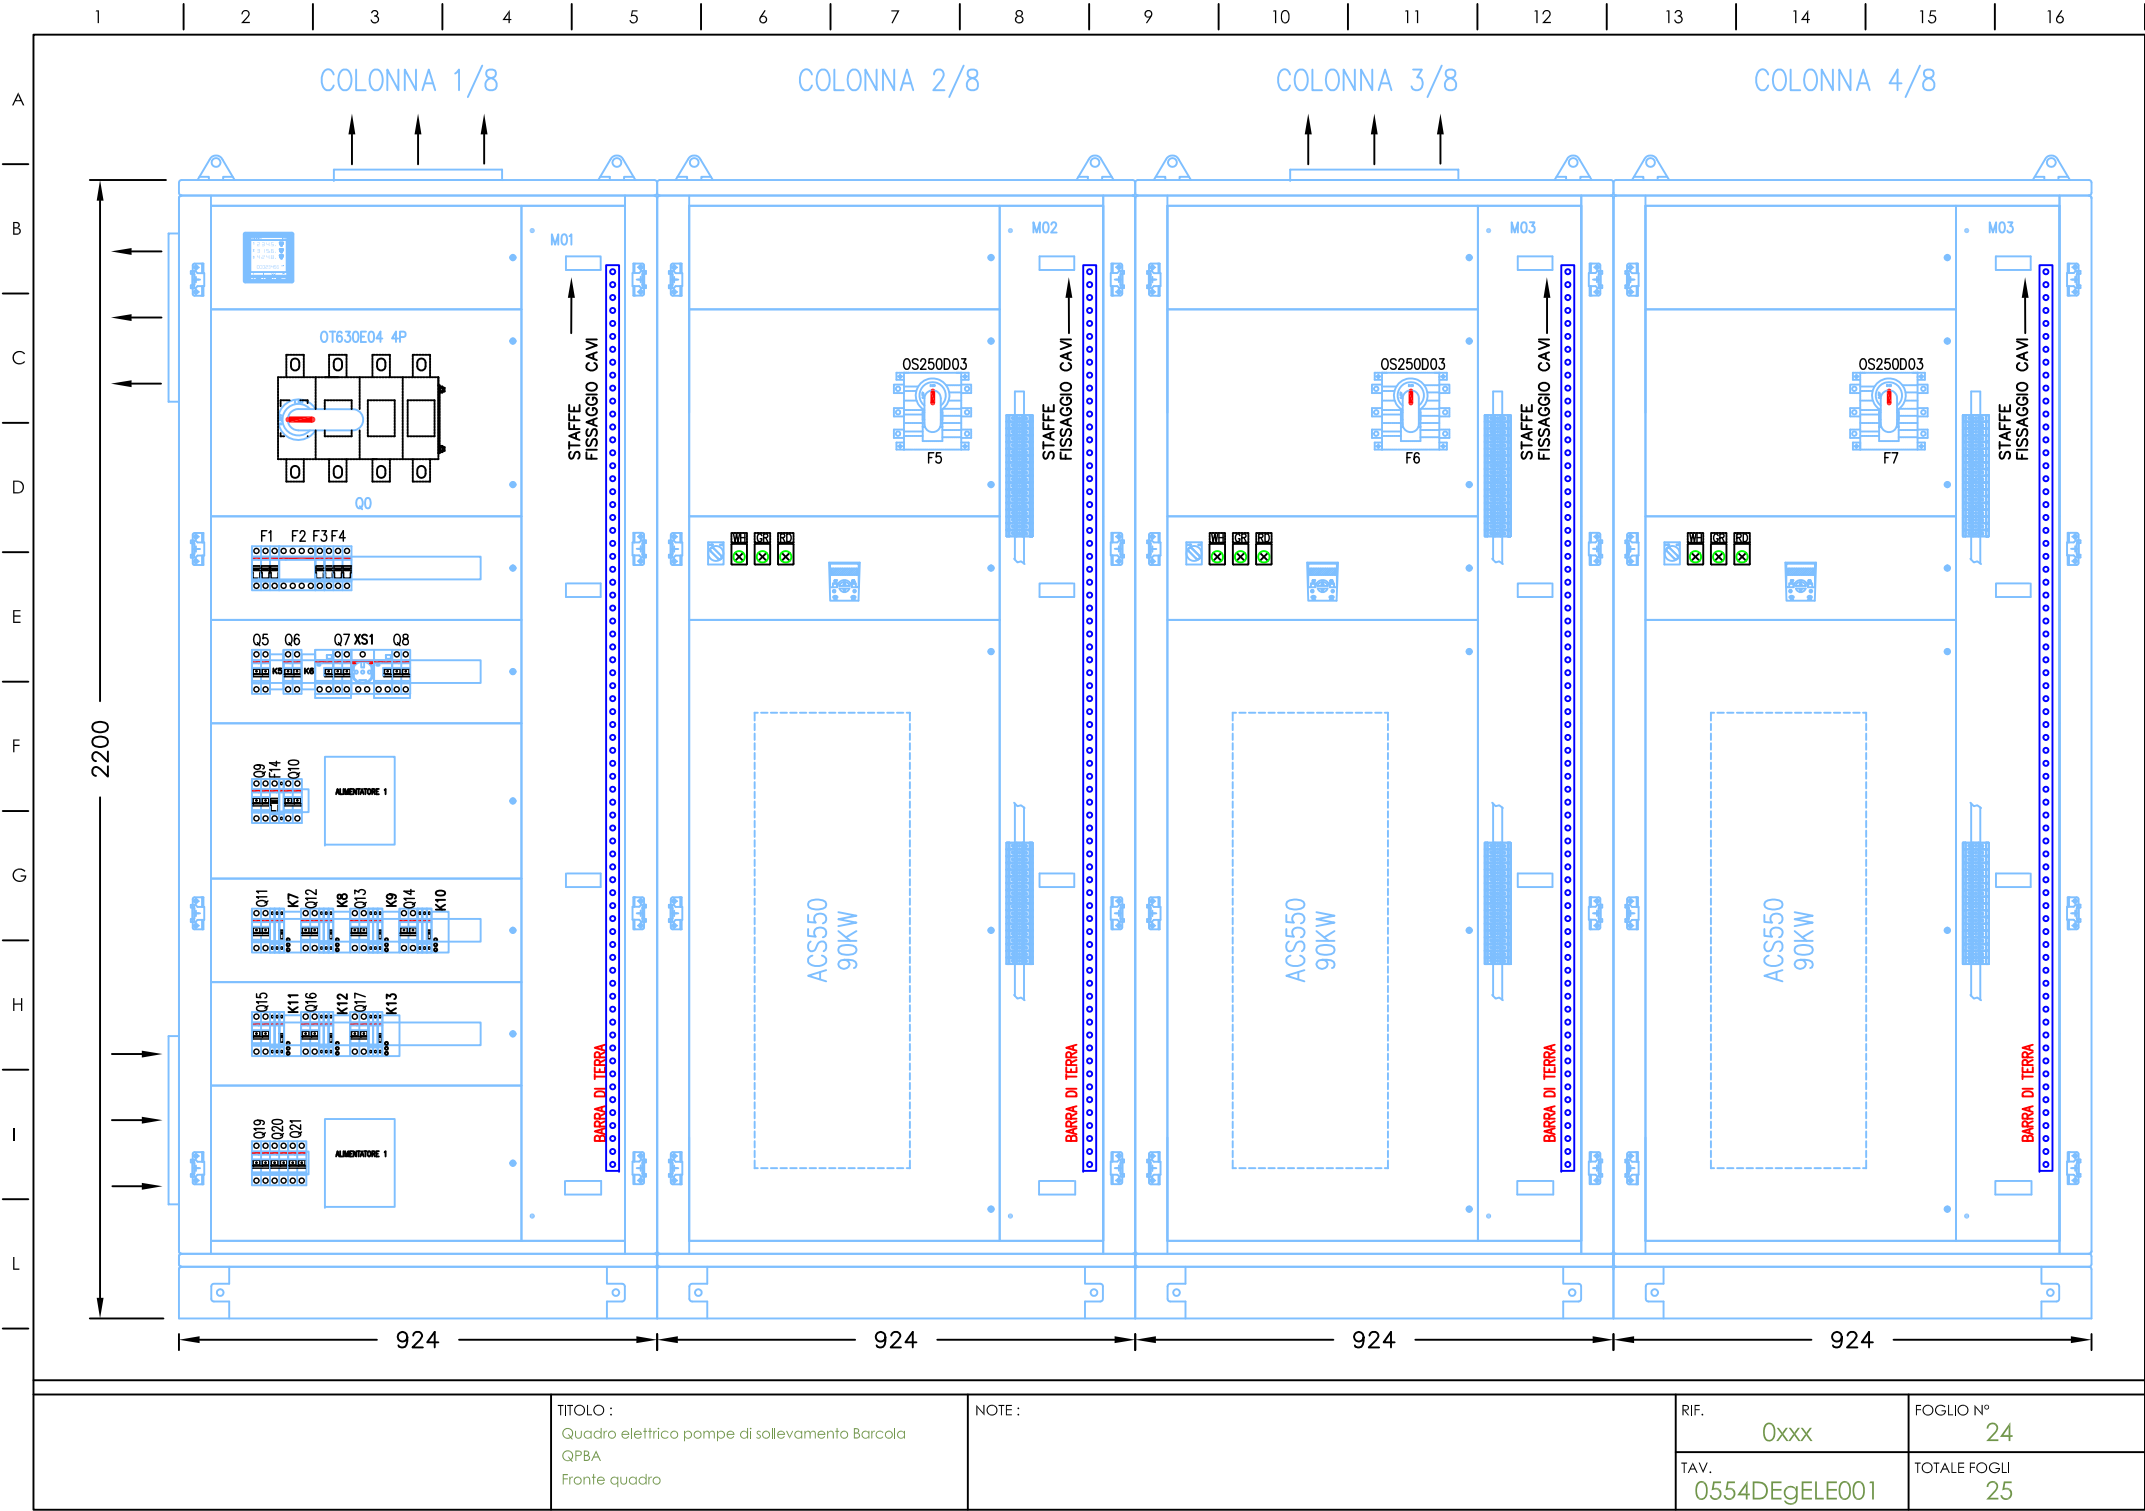 1 2 3 4 5 6 7 8 9 10 11 12 13 14 15 16
A
B
C
D
E
F
G
H
I
L
COLONNA 1/8
COLONNA 2/8
COLONNA 3/8
COLONNA 4/8
M01
M02
M03
M03
OT630E04 4P
Q0
STAFFE
FISSAGGIO CAVI
STAFFE
FISSAGGIO CAVI
STAFFE
FISSAGGIO CAVI
STAFFE
FISSAGGIO CAVI
OS250D03
F5
OS250D03
F6
OS250D03
F7
F1 F2 F3 F4
WH GR RD
WH GR RD
WH GR RD
Q5 Q6 Q7 XS1 Q8
K5 K6
2200
Q9 F14 Q10
ALIMENTATORE 1
Q11 K7 Q12 K8 Q13 K9 Q14 K10
ACS550
90KW
ACS550
90KW
ACS550
90KW
Q15 K11 Q16 K12 Q17 K13
Q19 Q20 Q21
ALIMENTATORE 1
BARRA DI TERRA
BARRA DI TERRA
BARRA DI TERRA
BARRA DI TERRA
924
924
924
924
TITOLO :
Quadro elettrico pompe di sollevamento Barcola
QPBA
Fronte quadro
NOTE :
RIF.
0xxx
FOGLIO N°
24
TAV.
0554DEgELE001
TOTALE FOGLI
25